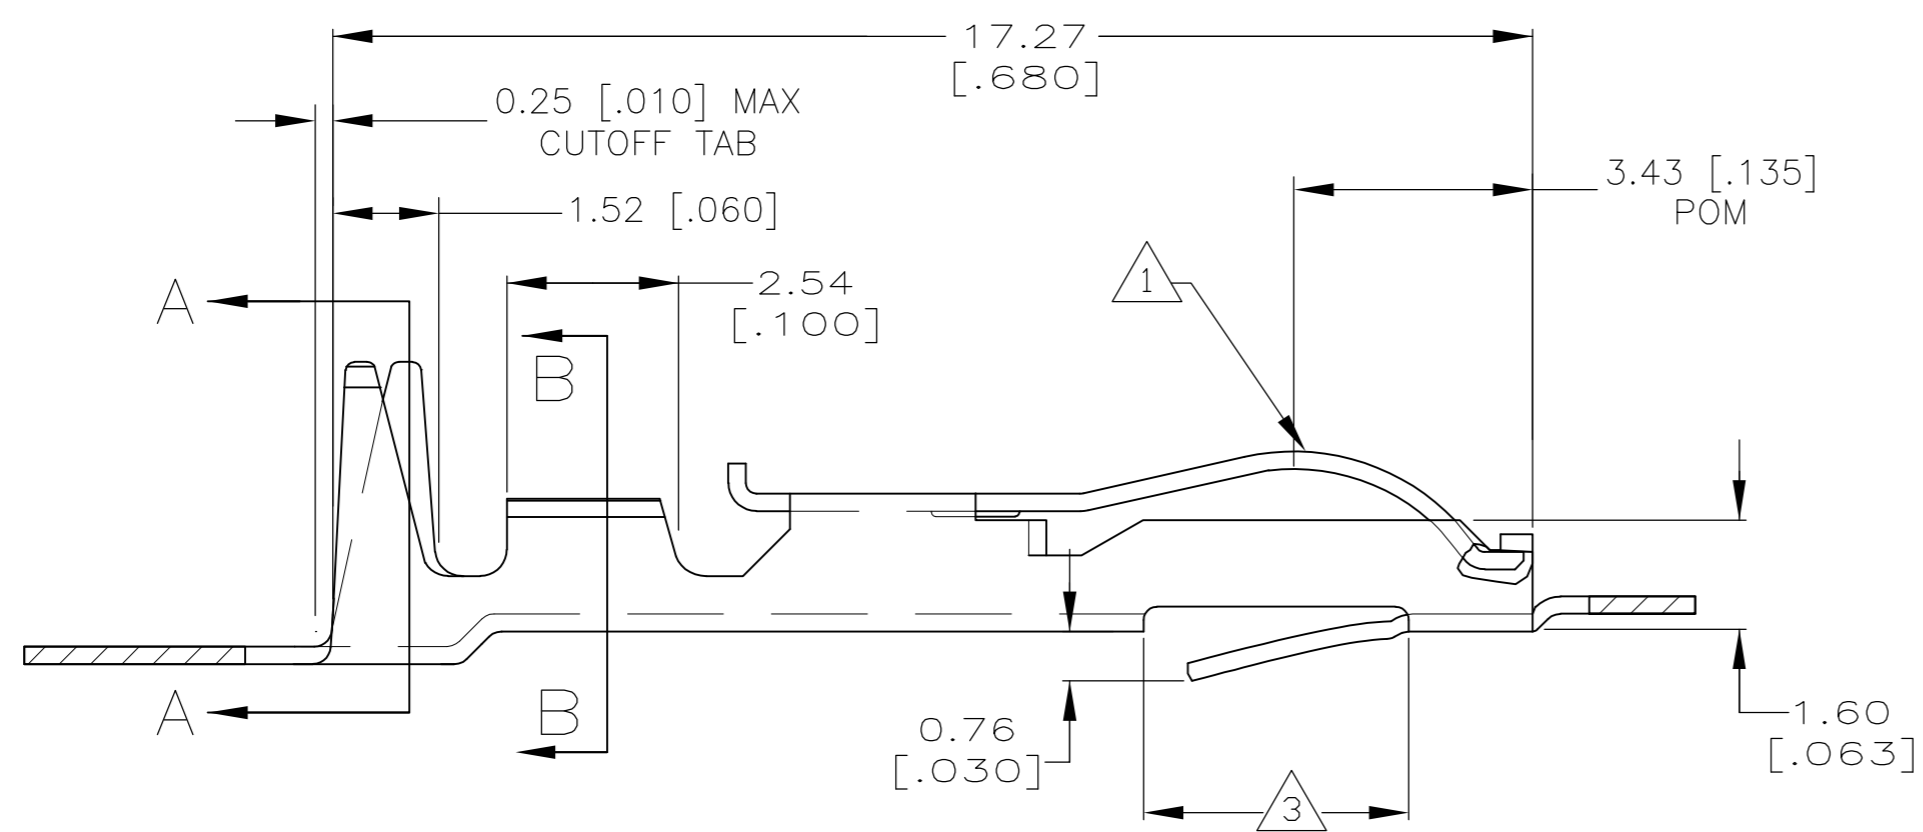 17.27
[.680]
0.25 [.010] MAX
CUTOFF TAB
3.43 [.135]
POM
1.52 [.060]
1
A
2.54
[.100]
B
A
B
0.76
[.030]
1.60
[.063]
3